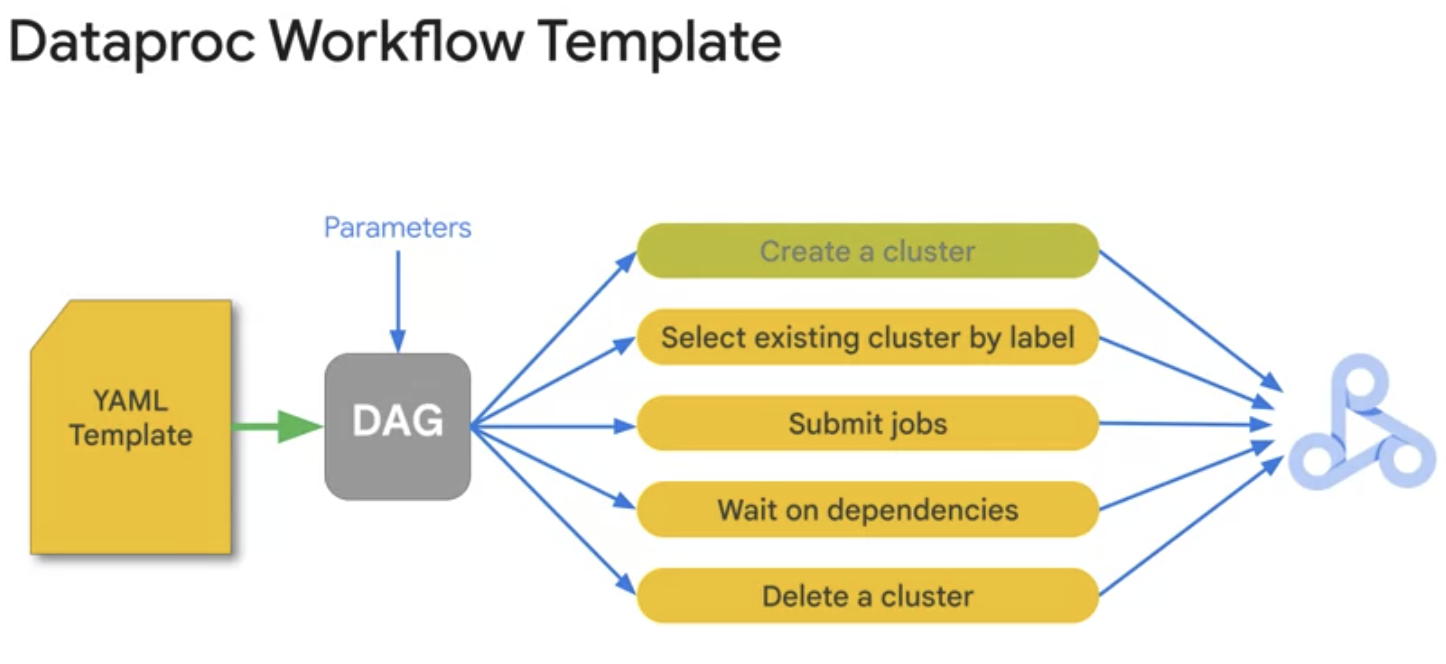 Dataproc Workflow Template
Parameters
YAML
Template
DAG
Create a cluster
Select existing cluster by label
Submit jobs
Wait on dependencies
Delete a cluster